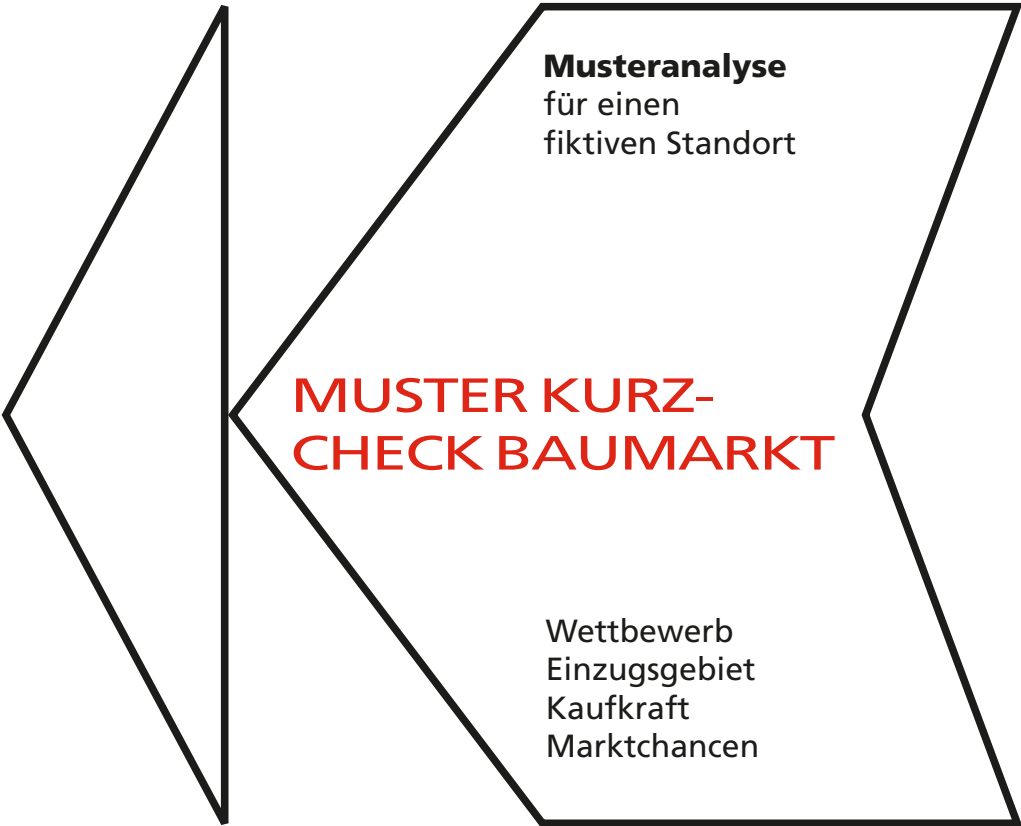 Musteranalyse
für einen
fiktiven Standort
MUSTER KURZ-
CHECK BAUMARKT
Wettbewerb
Einzugsgebiet
Kaufkraft
Marktchancen